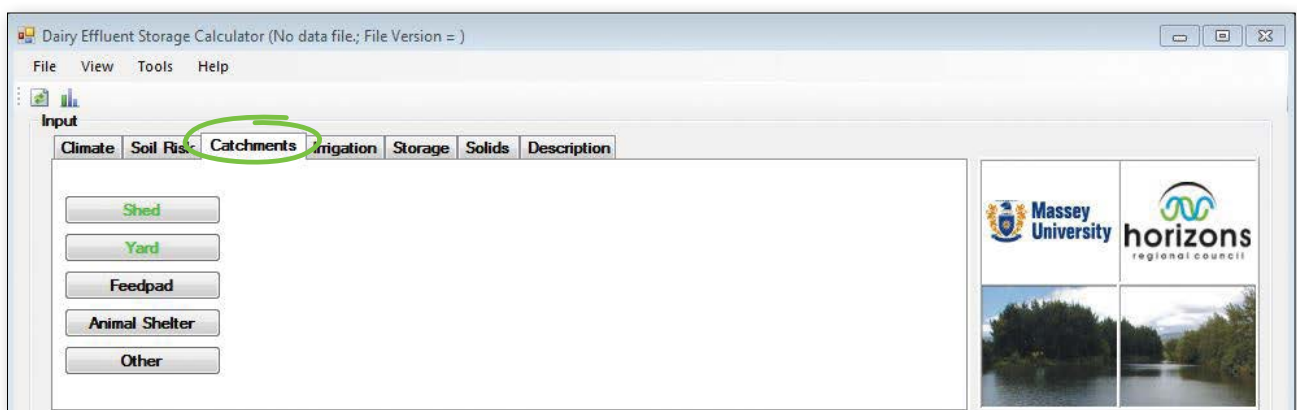 Dairy Effluent Storage Calculator (No data file.; File Version = )
File View Tools Help
Input
Climate Soil Risk Catchments Irrigation Storage Solids Description
Shed
Yard
Feedpad
Animal Shelter
Other
Massey
University
horizons
regional council